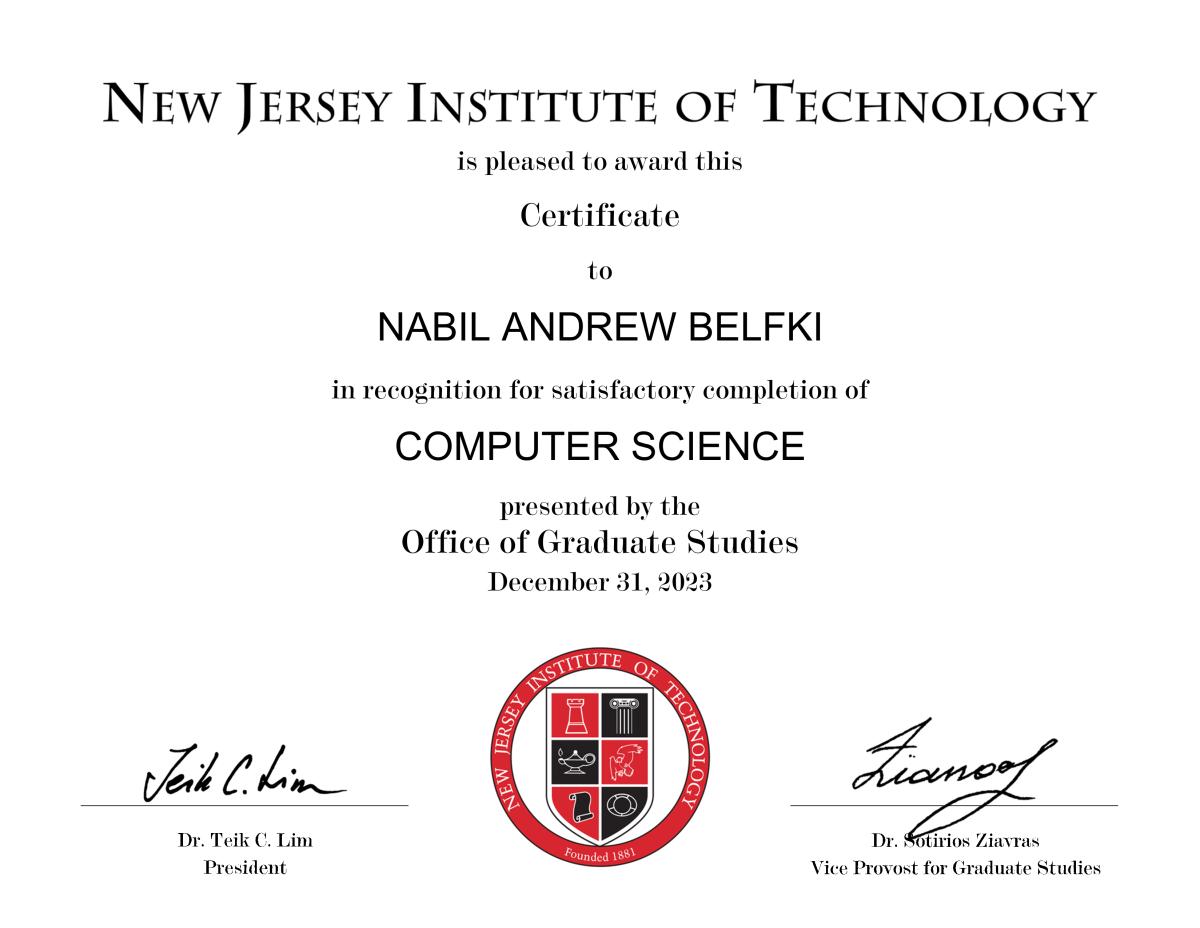 NEW JERSEY INSTITUTE OF TECHNOLOGY
is pleased to award this
Certificate
to
NABIL ANDREW BELFKI
in recognition for satisfactory completion of
COMPUTER SCIENCE
presented by the
Office of Graduate Studies
December 31, 2023
NEW JERSEY INSTITUTE OF TECHNOLOGY
Founded 1881
Teik C. Lim
Dr. Teik C. Lim
President
Dr. Sotirios Ziavras
Vice Provost for Graduate Studies